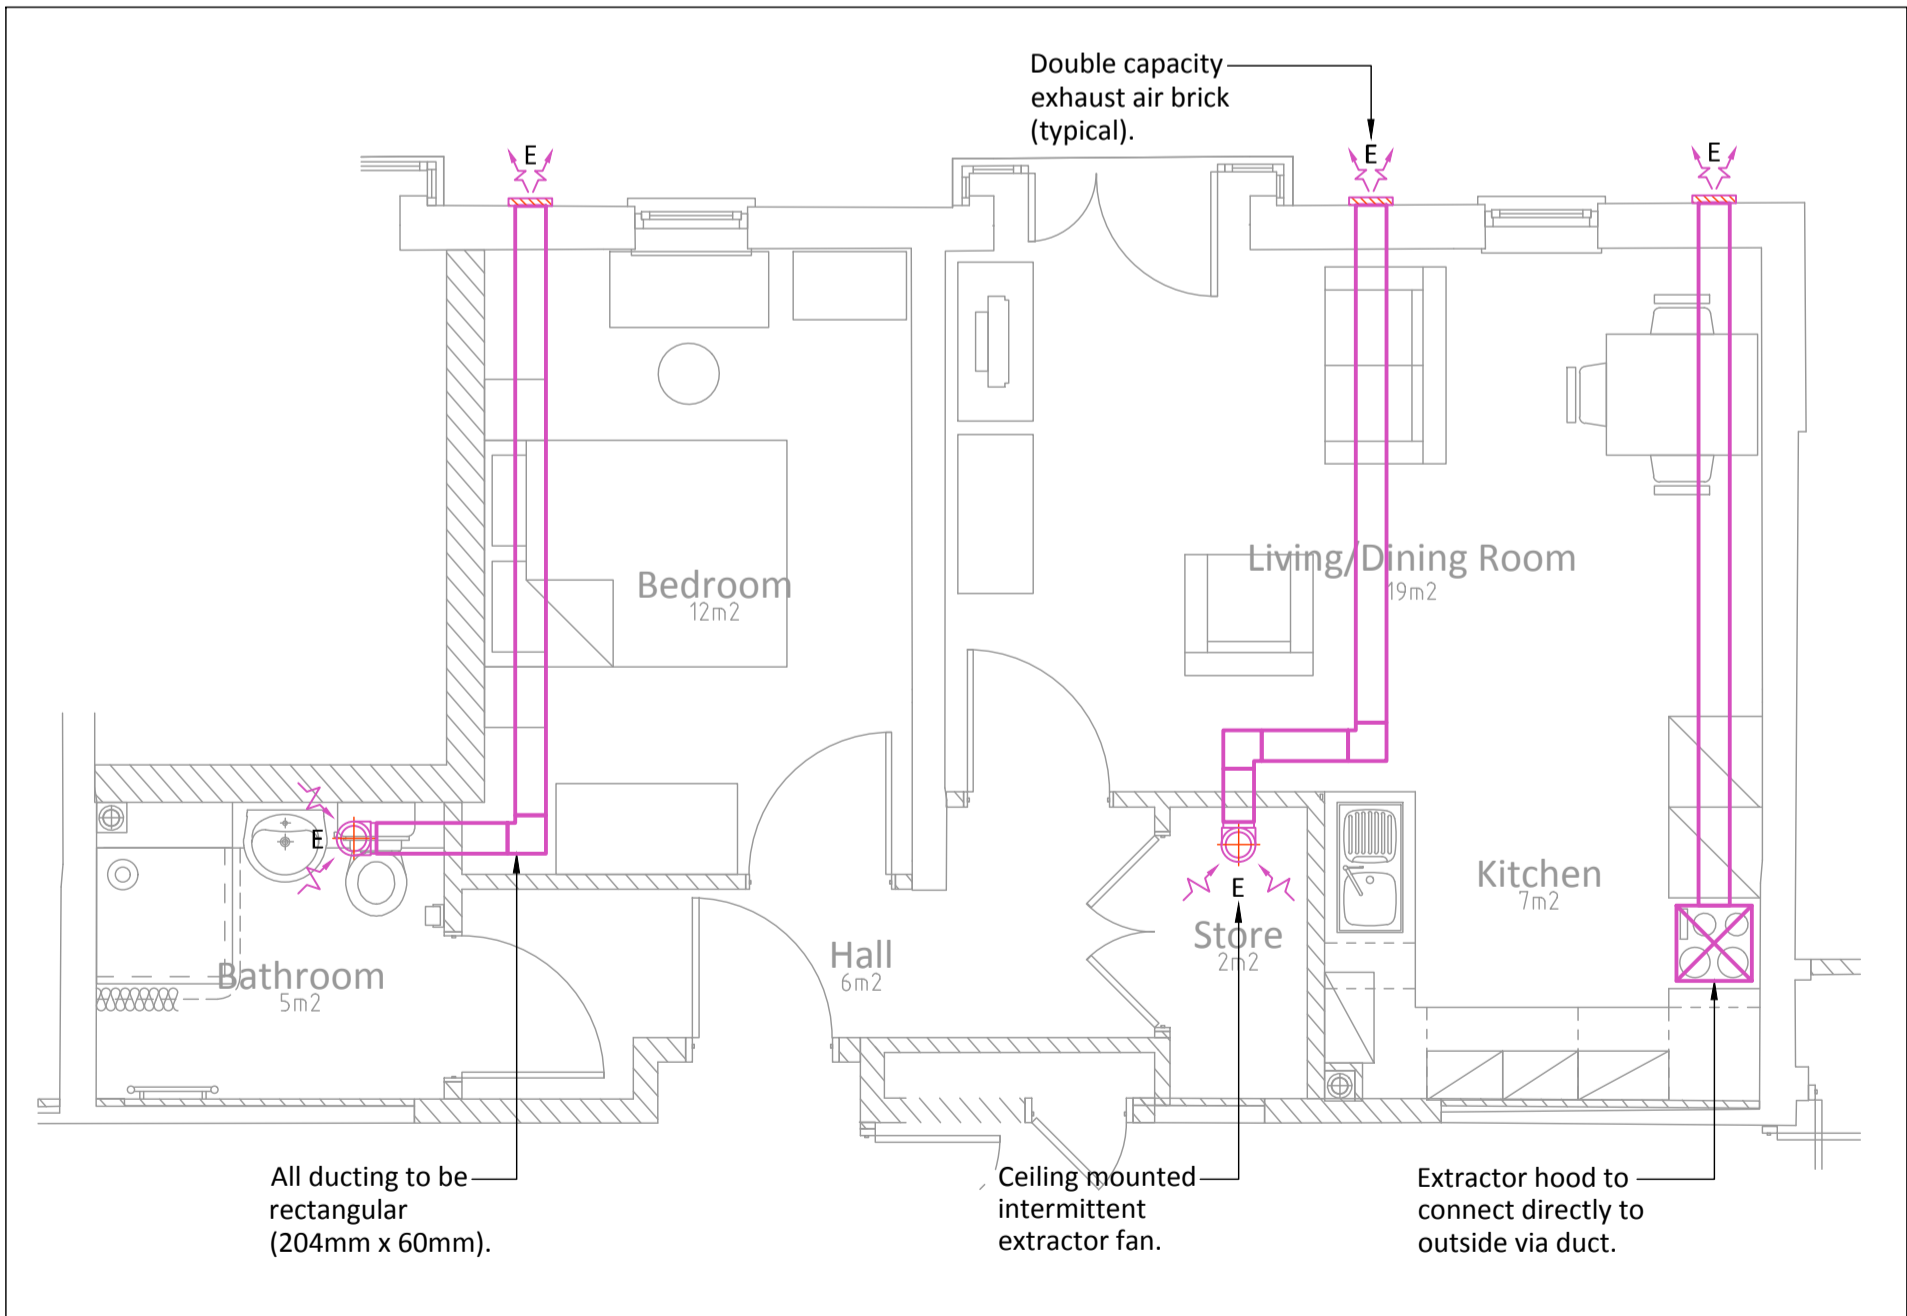 Double capacity
exhaust air brick
(typical).
E
E
E
Living/Dining Room
19m2
Bedroom
12m2
E
Kitchen
7m2
E
Store
2m2
Hall
6m2
Bathroom
5m2
All ducting to be
rectangular
(204mm x 60mm).
Ceiling mounted
intermittent
extractor fan.
Extractor hood to
connect directly to
outside via duct.